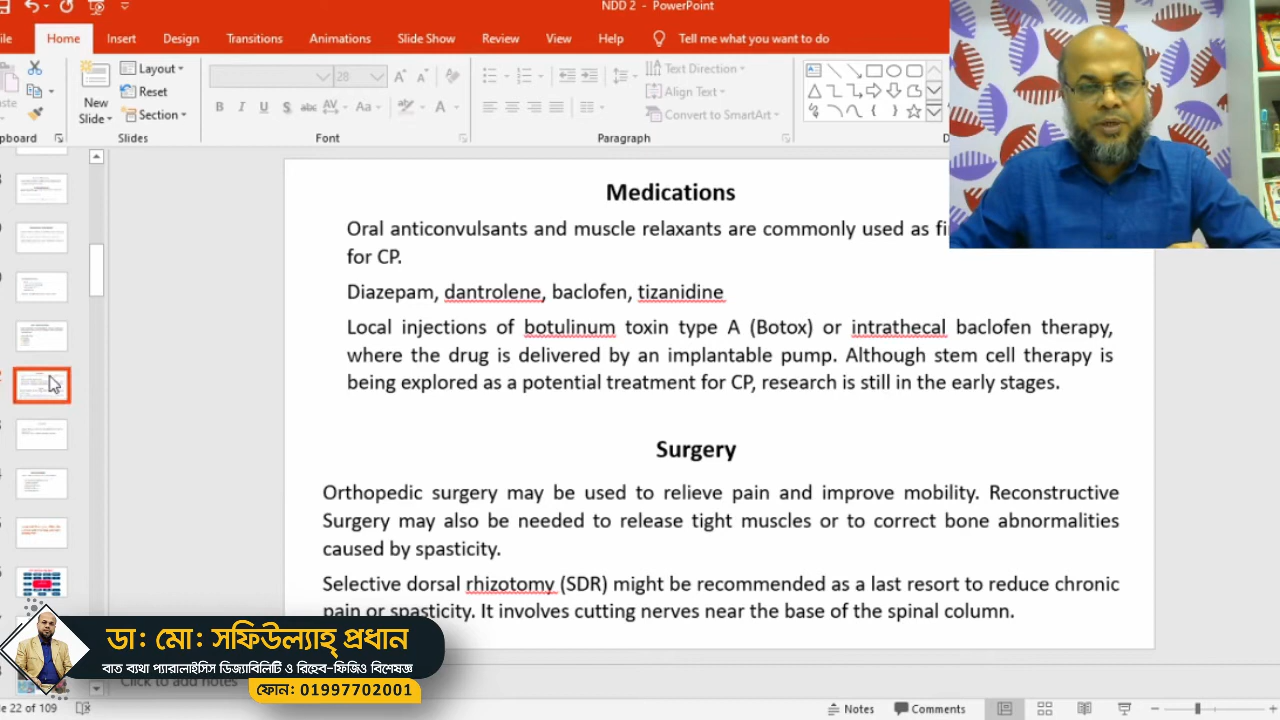 NDD 2 - PowerPoint
Home Insert Design Transitions Animations Slide Show Review View Help Tell me what you want to do
Layout
Reset
Section
New
Slide
28
B I U S abc AV Aa A
Text Direction
Align Text
Convert to SmartArt
Slides Font Paragraph
Medications
Oral anticonvulsants and muscle relaxants are commonly used as
for CP.
Diazepam, dantrolene, baclofen, tizanidine
Local injections of botulinum toxin type A (Botox) or intrathecal baclofen therapy,
where the drug is delivered by an implantable pump. Although stem cell therapy is
being explored as a potential treatment for CP, research is still in the early stages.
Surgery
Orthopedic surgery may be used to relieve pain and improve mobility. Reconstructive
Surgery may also be needed to release tight muscles or to correct bone abnormalities
caused by spasticity.
Selective dorsal rhizotomy (SDR) might be recommended as a last resort to reduce chronic
pain or spasticity. It involves cutting nerves near the base of the spinal column.
ডা: মো: সফিউল্যাহ্ প্রধান
বাত ব্যথা প্যারালাইসিস ডিজ্যাবিলিটি ও রিহেব-ফিজিও বিশেষজ্ঞ
ফোন: 01997702001
Click to add notes
22 of 109
Notes Comments